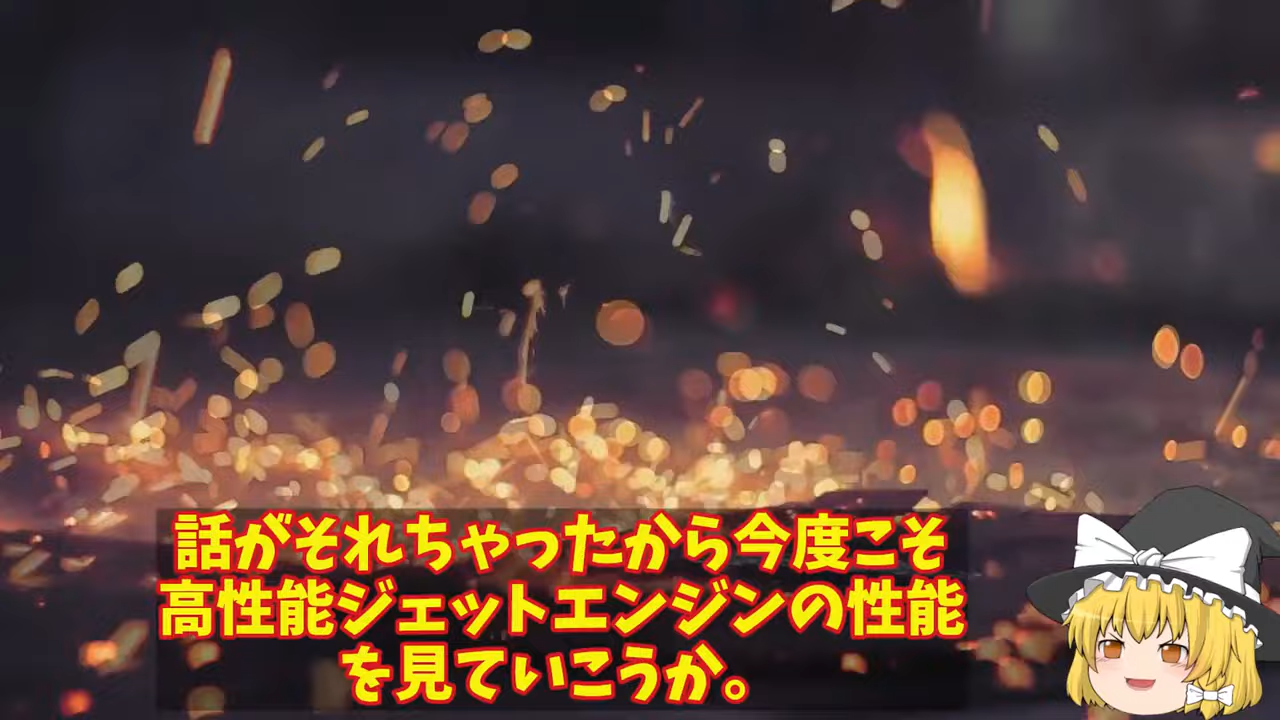 話がそれちゃったから今度こそ
高性能ジェットエンジンの性能
を見ていこうか。